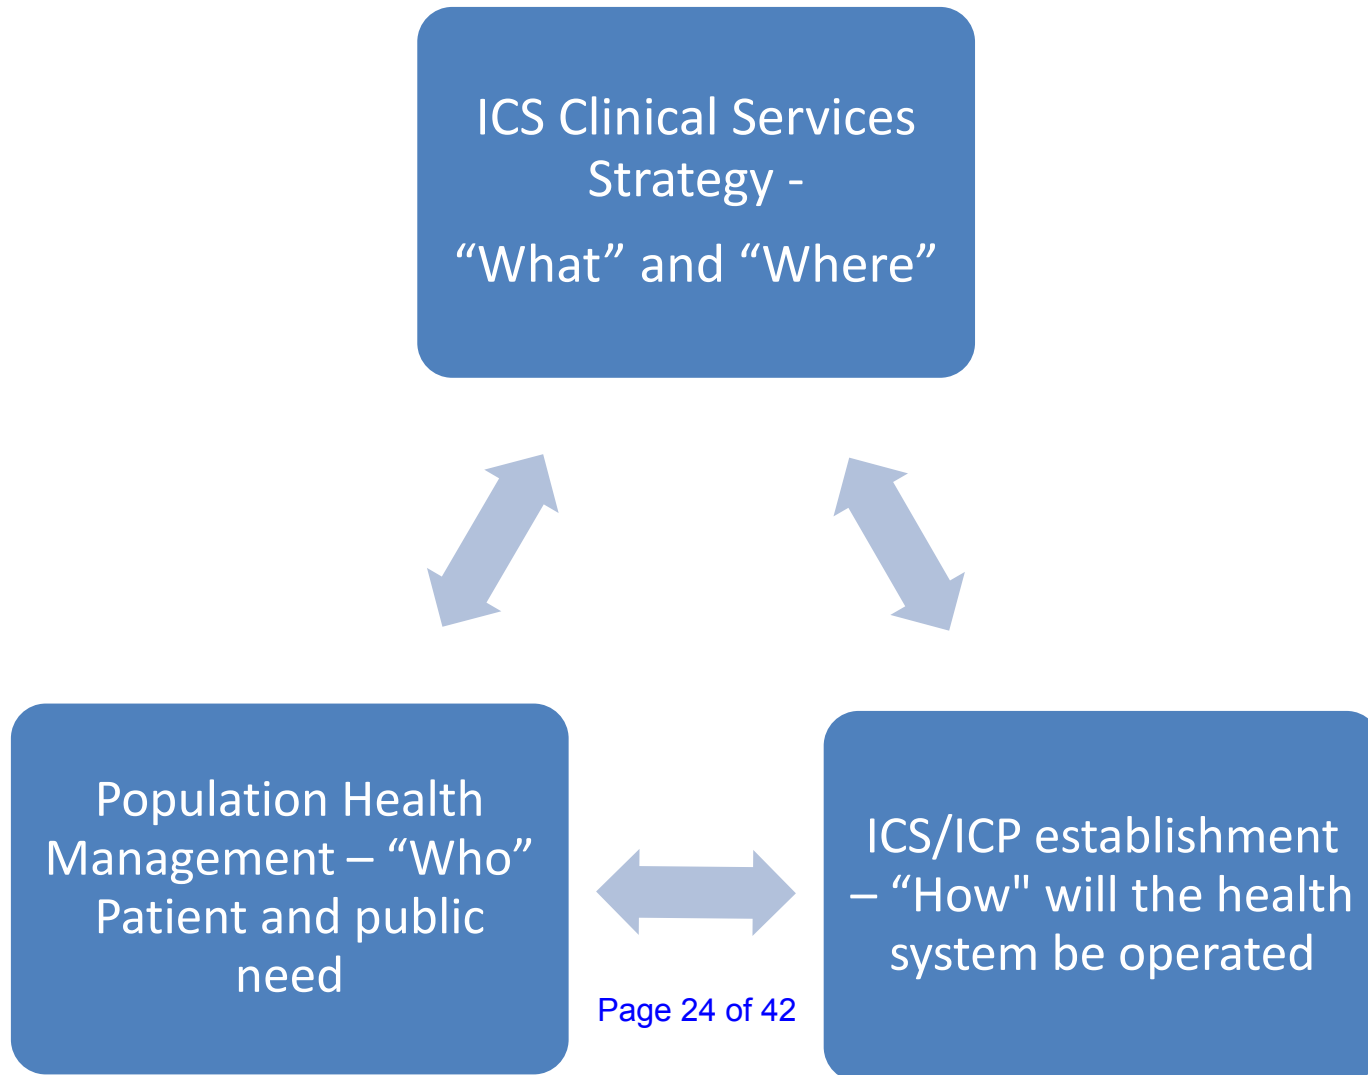 ICS Clinical Services
Strategy -
“What” and “Where”
Population Health
Management – “Who”
Patient and public
need
ICS/ICP establishment
– “How" will the health
system be operated
Page 24 of 42